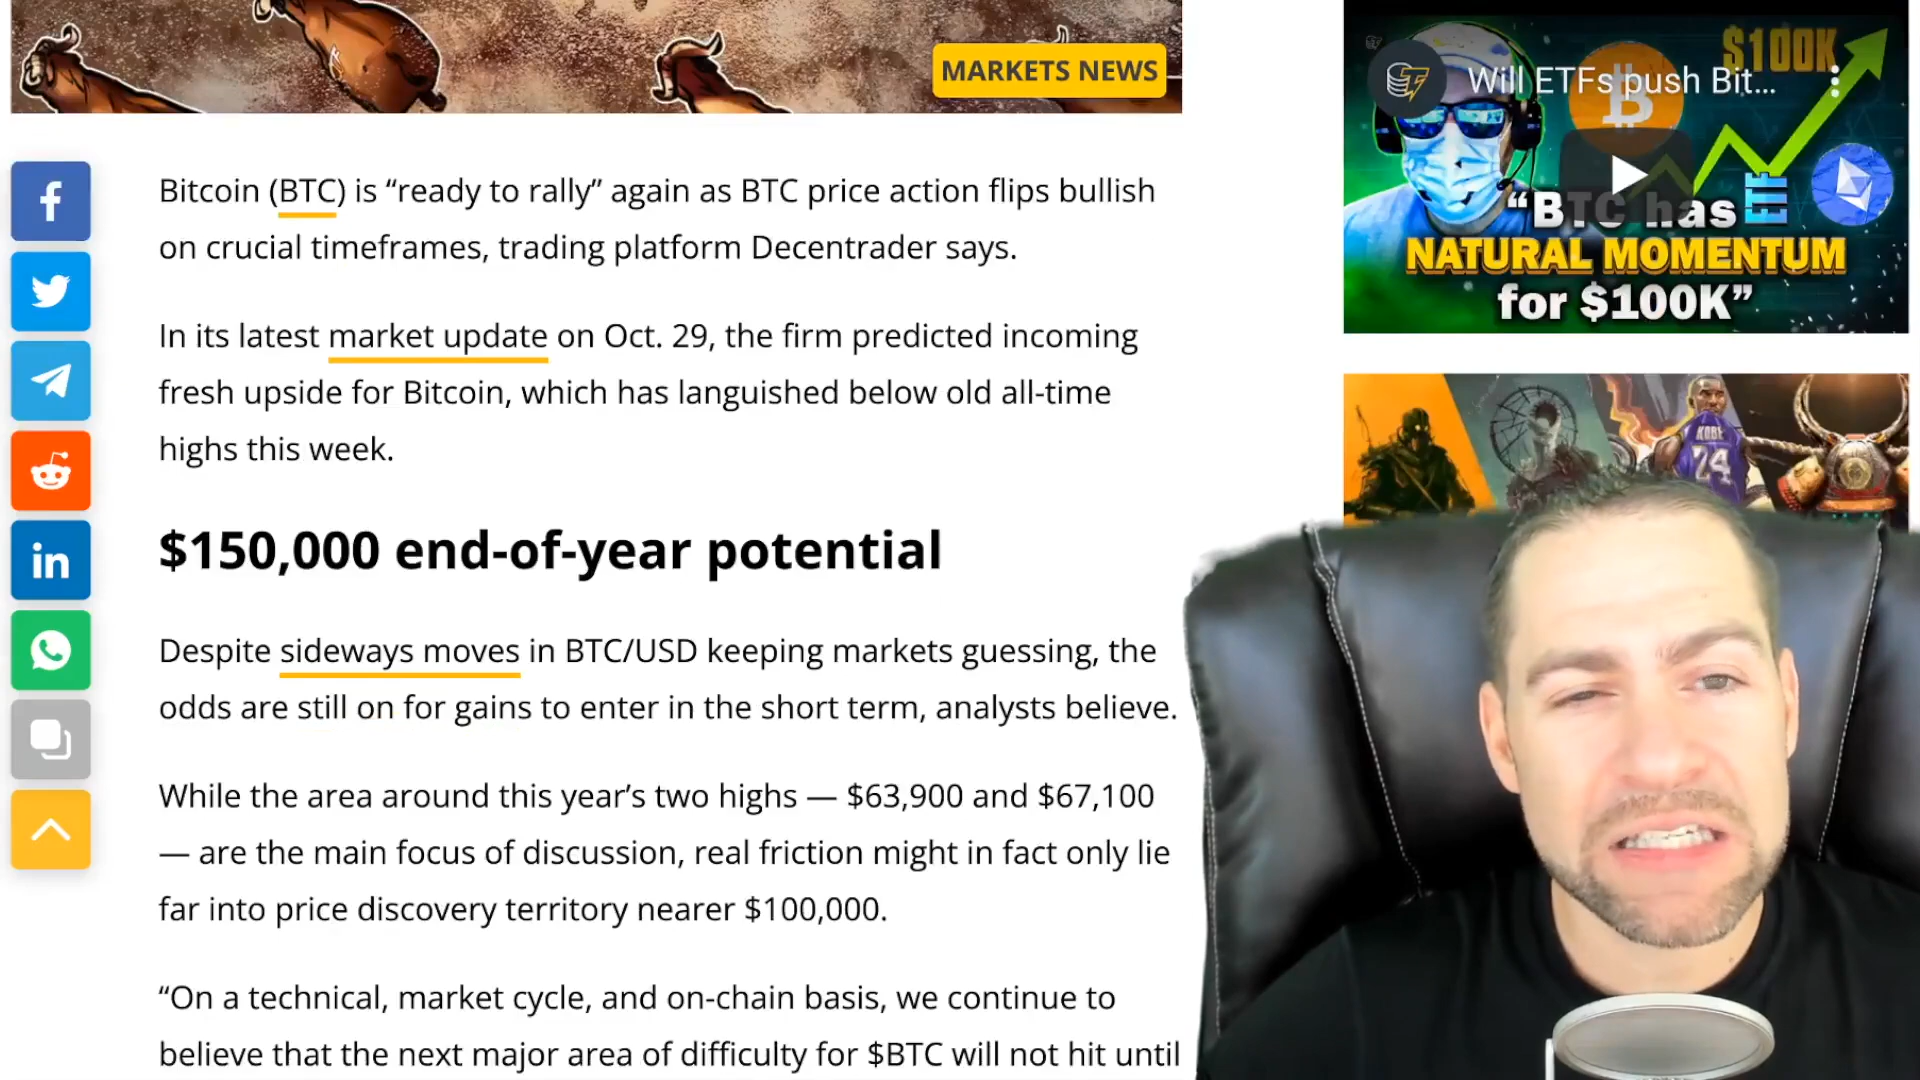 MARKETS NEWS
Bitcoin (BTC) is “ready to rally” again as BTC price action flips bullish
on crucial timeframes, trading platform Decentrader says.
In its latest market update on Oct. 29, the firm predicted incoming
fresh upside for Bitcoin, which has languished below old all-time
highs this week.
$150,000 end-of-year potential
Despite sideways moves in BTC/USD keeping markets guessing, the
odds are still on for gains to enter in the short term, analysts believe.
While the area around this year’s two highs — $63,900 and $67,100
— are the main focus of discussion, real friction might in fact only lie
far into price discovery territory nearer $100,000.
“On a technical, market cycle, and on-chain basis, we continue to
believe that the next major area of difficulty for $BTC will not hit until
$100K
Will ETFs push Bit...
“BTC has
ETF
NATURAL MOMENTUM
for $100K”
KOBE
24